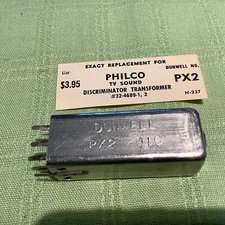 EXACT REPLACEMENT FOR
DUNWELL NO.
List
$3.95
PHILCO
PX2
TV SOUND
DISCRIMINATOR TRANSFORMER
#32-4689-1, 2
H-237
DUNWELL
PX2